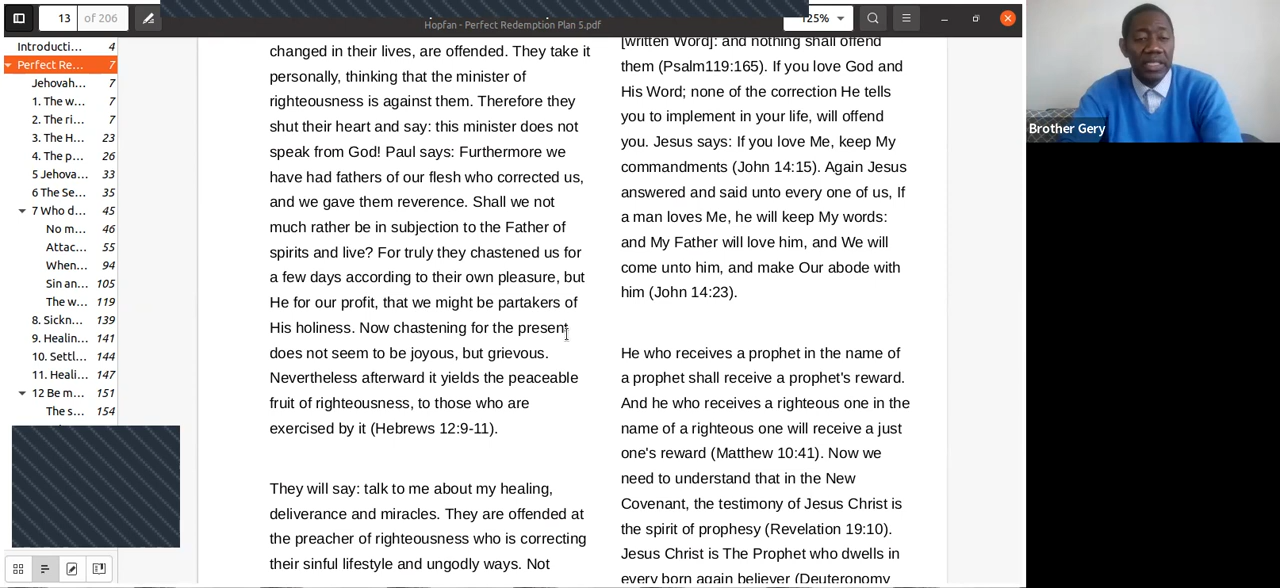 13
of 206
Hopfan - Perfect Redemption Plan 5.pdf
125%
Introducti... 4
Perfect Re... 7
Jehovah... 7
1. The w... 7
2. The ri... 7
3. The H... 23
4. The p... 26
5 Jehova... 33
6 The Se... 35
7 Who d... 45
No m... 46
Attac... 55
When... 94
Sin an... 105
The w... 119
8. Sickn... 139
9. Healin... 141
10. Settl... 144
11. Heali... 147
12 Be m... 151
The s... 154
changed in their lives, are offended. They take it
personally, thinking that the minister of
righteousness is against them. Therefore they
shut their heart and say: this minister does not
speak from God! Paul says: Furthermore we
have had fathers of our flesh who corrected us,
and we gave them reverence. Shall we not
much rather be in subjection to the Father of
spirits and live? For truly they chastened us for
a few days according to their own pleasure, but
He for our profit, that we might be partakers of
His holiness. Now chastening for the present
does not seem to be joyous, but grievous.
Nevertheless afterward it yields the peaceable
fruit of righteousness, to those who are
exercised by it (Hebrews 12:9-11).
They will say: talk to me about my healing,
deliverance and miracles. They are offended at
the preacher of righteousness who is correcting
their sinful lifestyle and ungodly ways. Not
[written Word]: and nothing shall offend
them (Psalm119:165). If you love God and
His Word; none of the correction He tells
you to implement in your life, will offend
you. Jesus says: If you love Me, keep My
commandments (John 14:15). Again Jesus
answered and said unto every one of us, If
a man loves Me, he will keep My words:
and My Father will love him, and We will
come unto him, and make Our abode with
him (John 14:23).
He who receives a prophet in the name of
a prophet shall receive a prophet's reward.
And he who receives a righteous one in the
name of a righteous one will receive a just
one's reward (Matthew 10:41). Now we
need to understand that in the New
Covenant, the testimony of Jesus Christ is
the spirit of prophesy (Revelation 19:10).
Jesus Christ is The Prophet who dwells in
every born again believer (Deuteronomy
Brother Gery